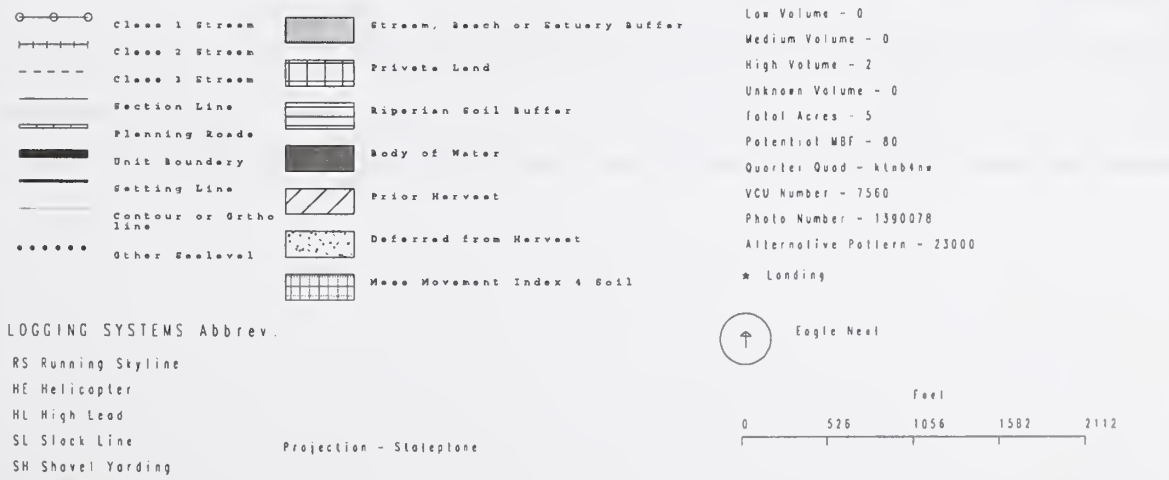 Class 1 Stream
Class 2 Stream
Class 3 Stream
Section Line
Planning Roads
Unit Boundary
Setting Line
Contour or Ortho
line
Other Sealevel
Stream, Beach or Estuary Buffer
Private Land
Riparian Soil Buffer
Body of Water
Prior Harvest
Deferred from Harvest
Mass Movement Index 4 Soil
Low Volume - 0
Medium Volume - 0
High Volume - 2
Unknown Volume - 0
Total Acres - 5
Potential MBF - 80
Quarter Quad - ktnb4nw
VCU Number - 7560
Photo Number - 1390078
Alternative Pattern - 23000
* Landing
LOGGING SYSTEMS Abbrev.
RS Running Skyline
HE Helicopter
HL High Lead
SL Slack Line
SH Shovel Yarding
Projection - Stateplane
Eagle Nest
Feet
0 526 1056 1582 2112